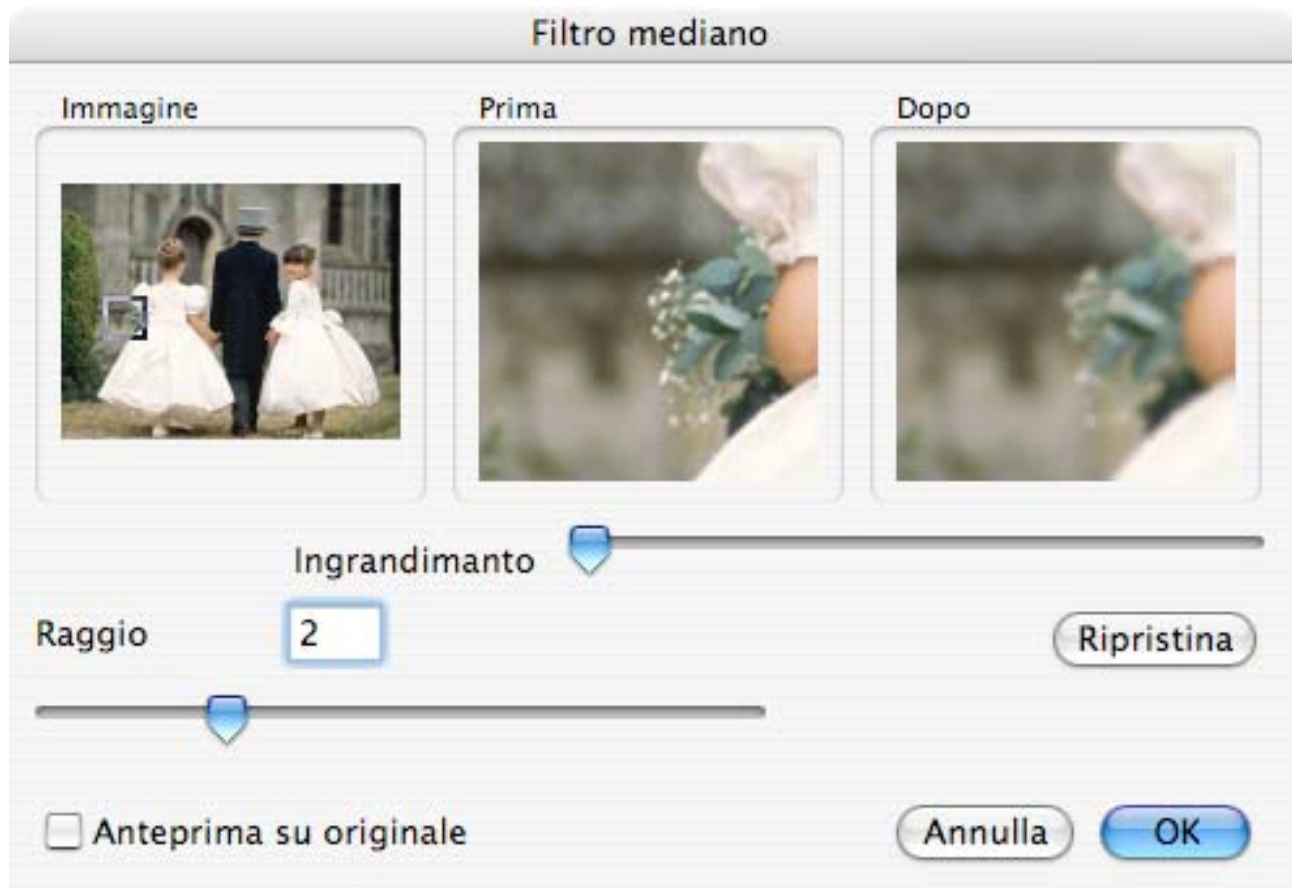 Filtro mediano
Immagine
Prima
Dopo
Ingrandimanto
Raggio
2
Ripristina
Anteprima su originale
Annulla
OK